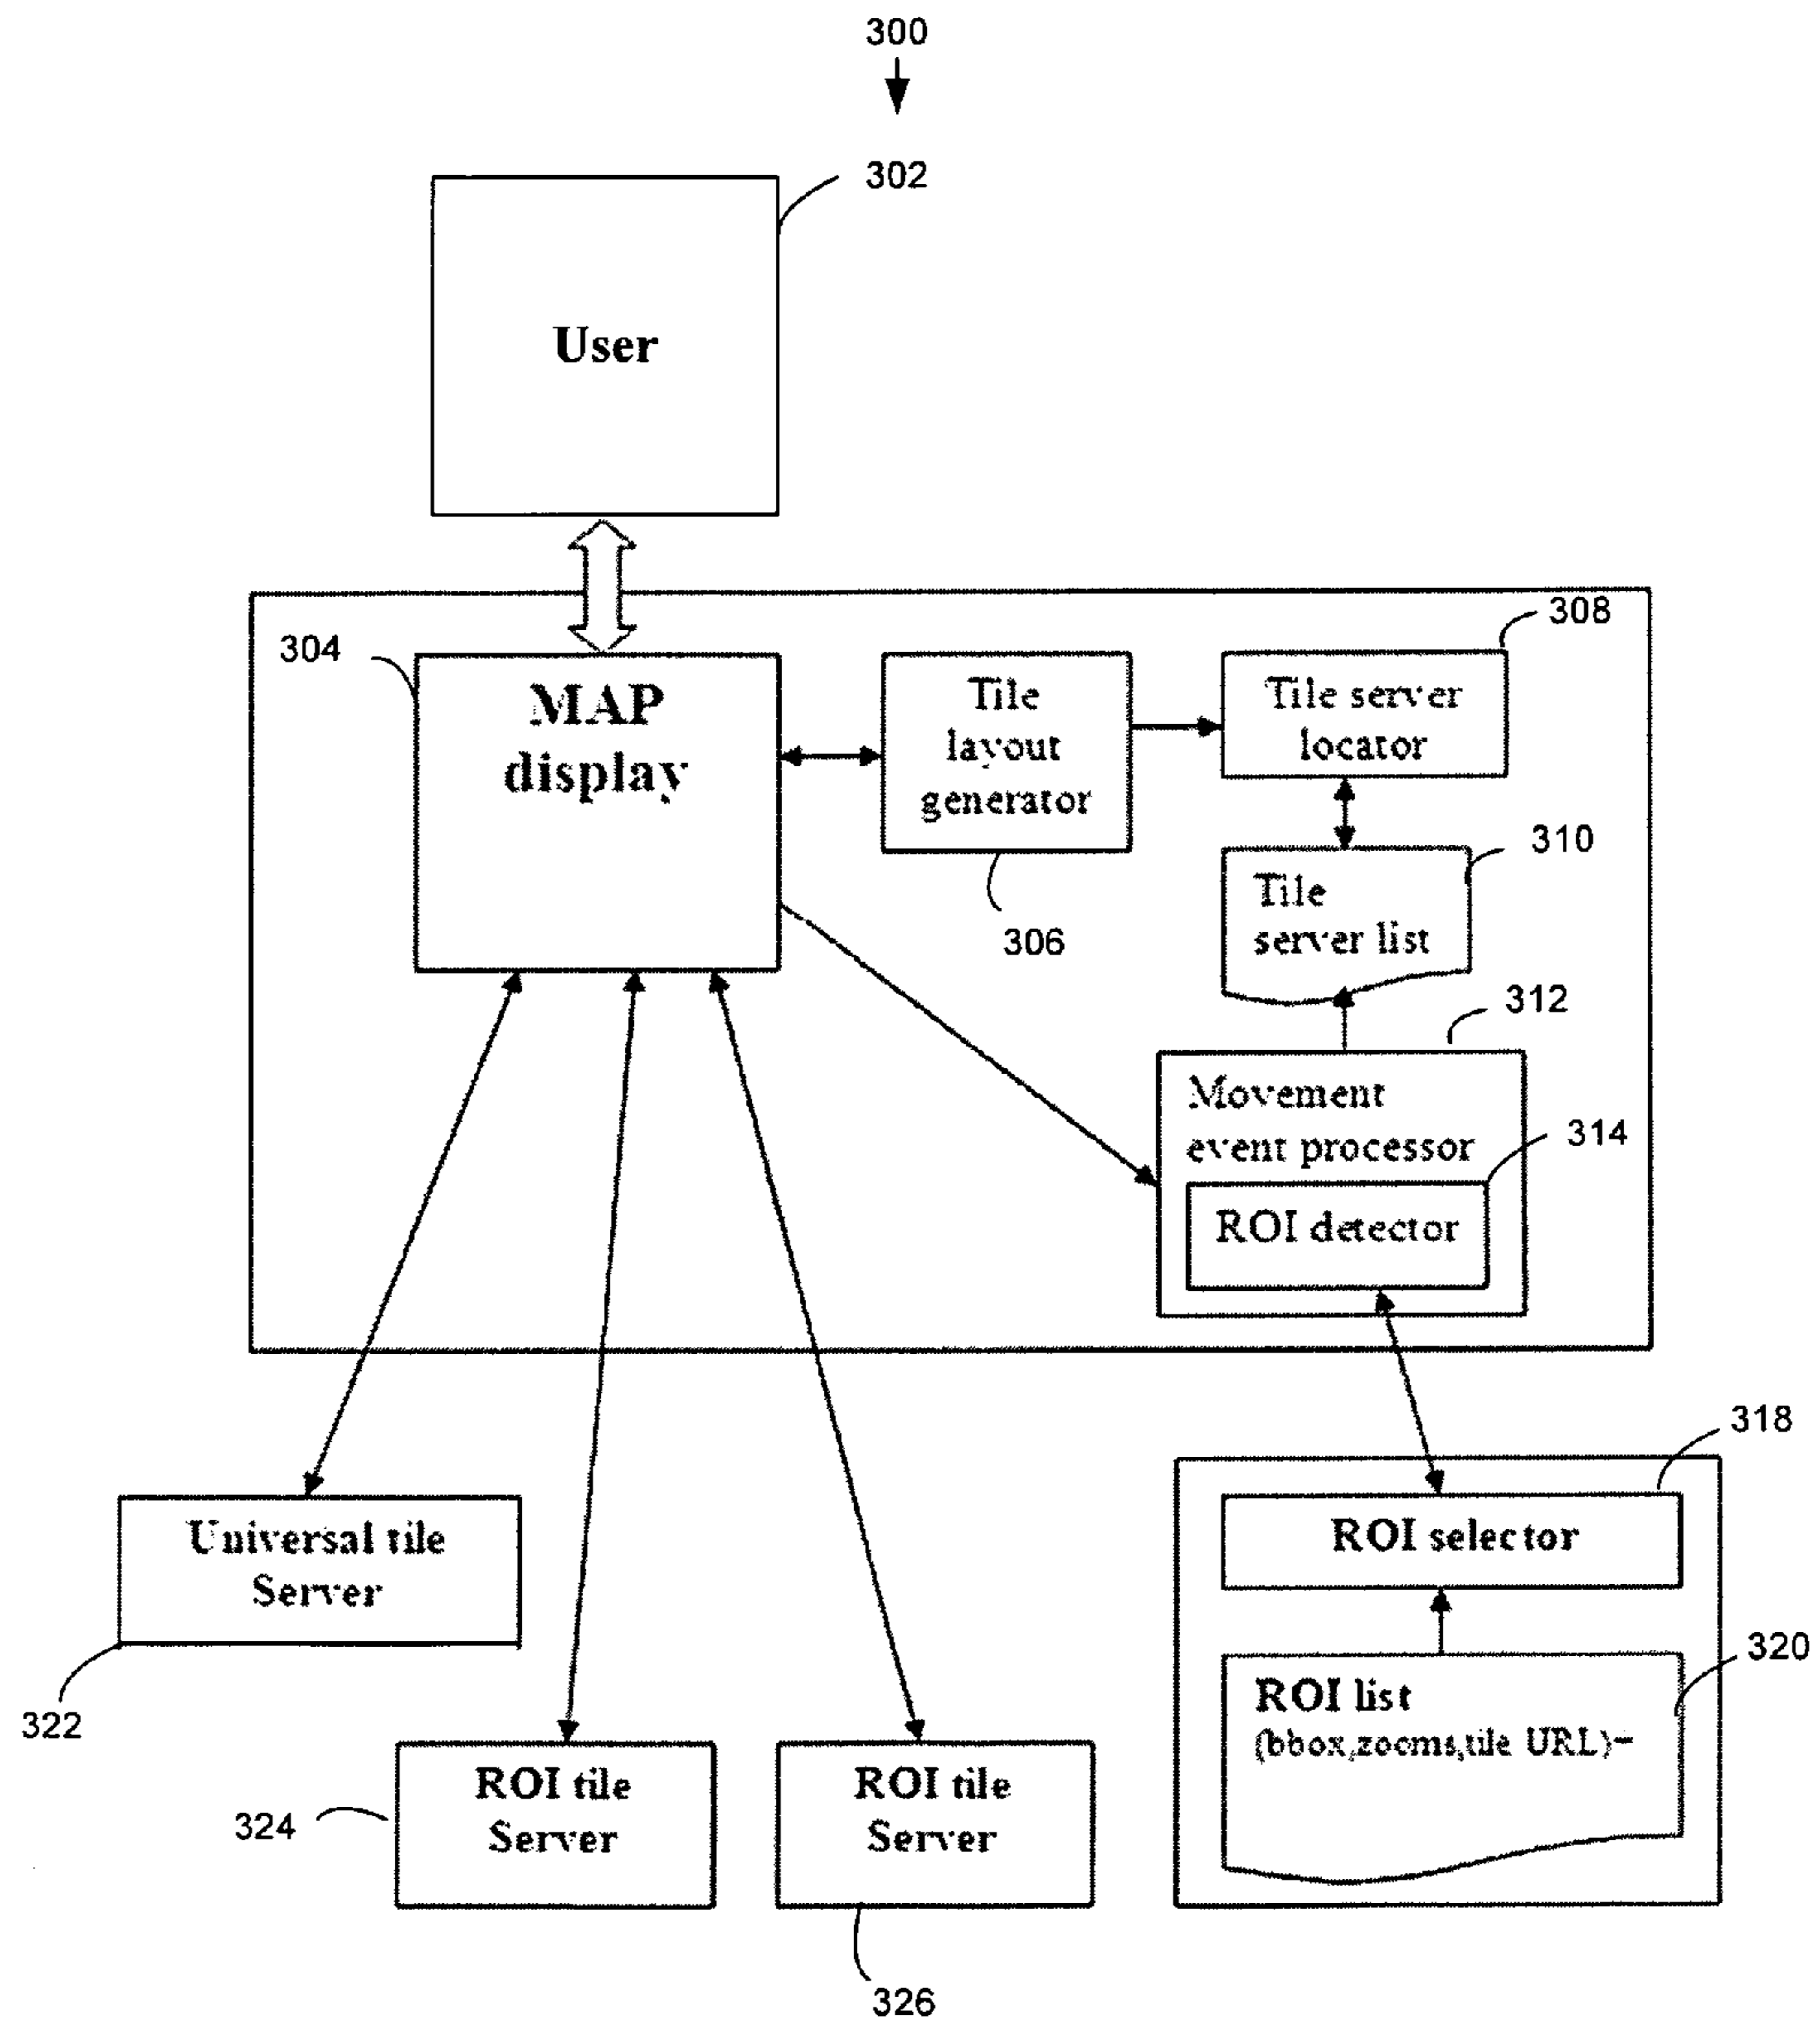 300
302
User
304
MAP
display
Tile
layout
generator
306
308
Tile server
locator
310
Tile
server list
312
Movement
event processor
314
ROI detector
318
ROI selector
320
ROI list
(bbox,zooms,tile URL)-
Universal tile
Server
322
ROI tile
Server
324
ROI tile
Server
326